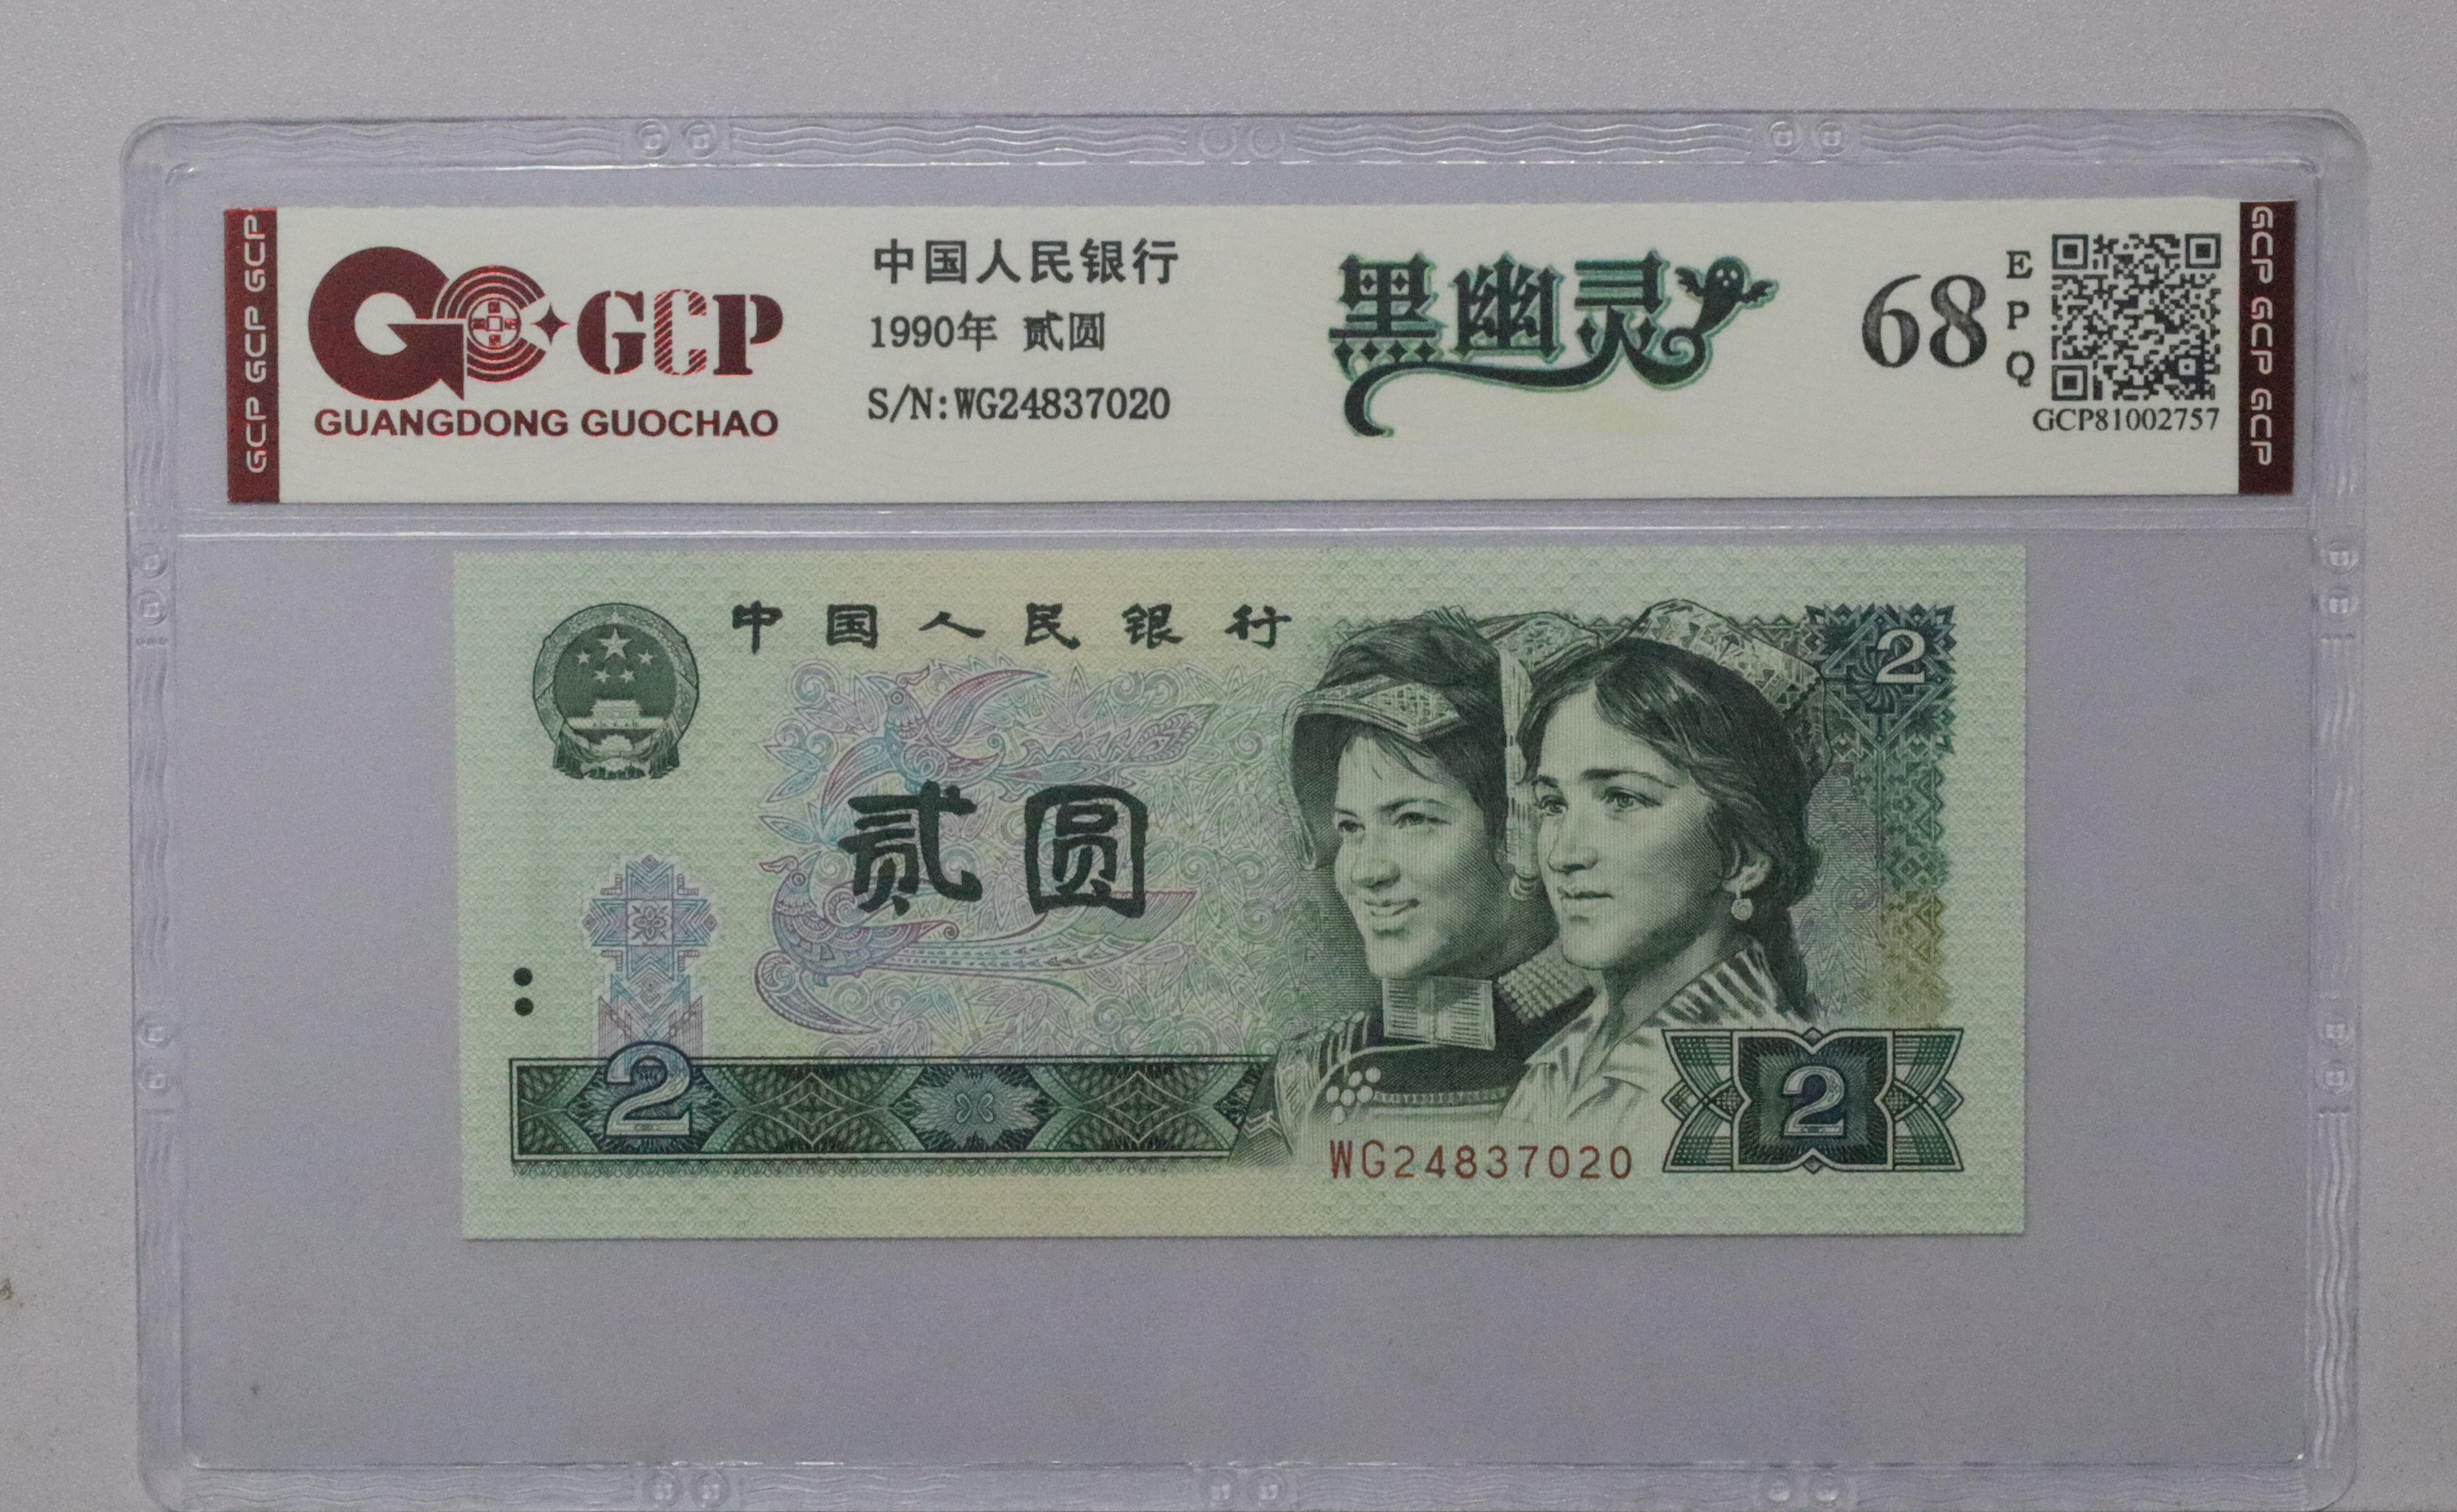 GCP GCP GCP
GCP
GUANGDONG GUOCHAO
中国人民银行
1990年 贰圆
S/N:WG24837020
黑幽灵
68
EPQ
GCP81002757
GCP GCP GCP
中国人民银行
2
贰圆
2
2
WG24837020